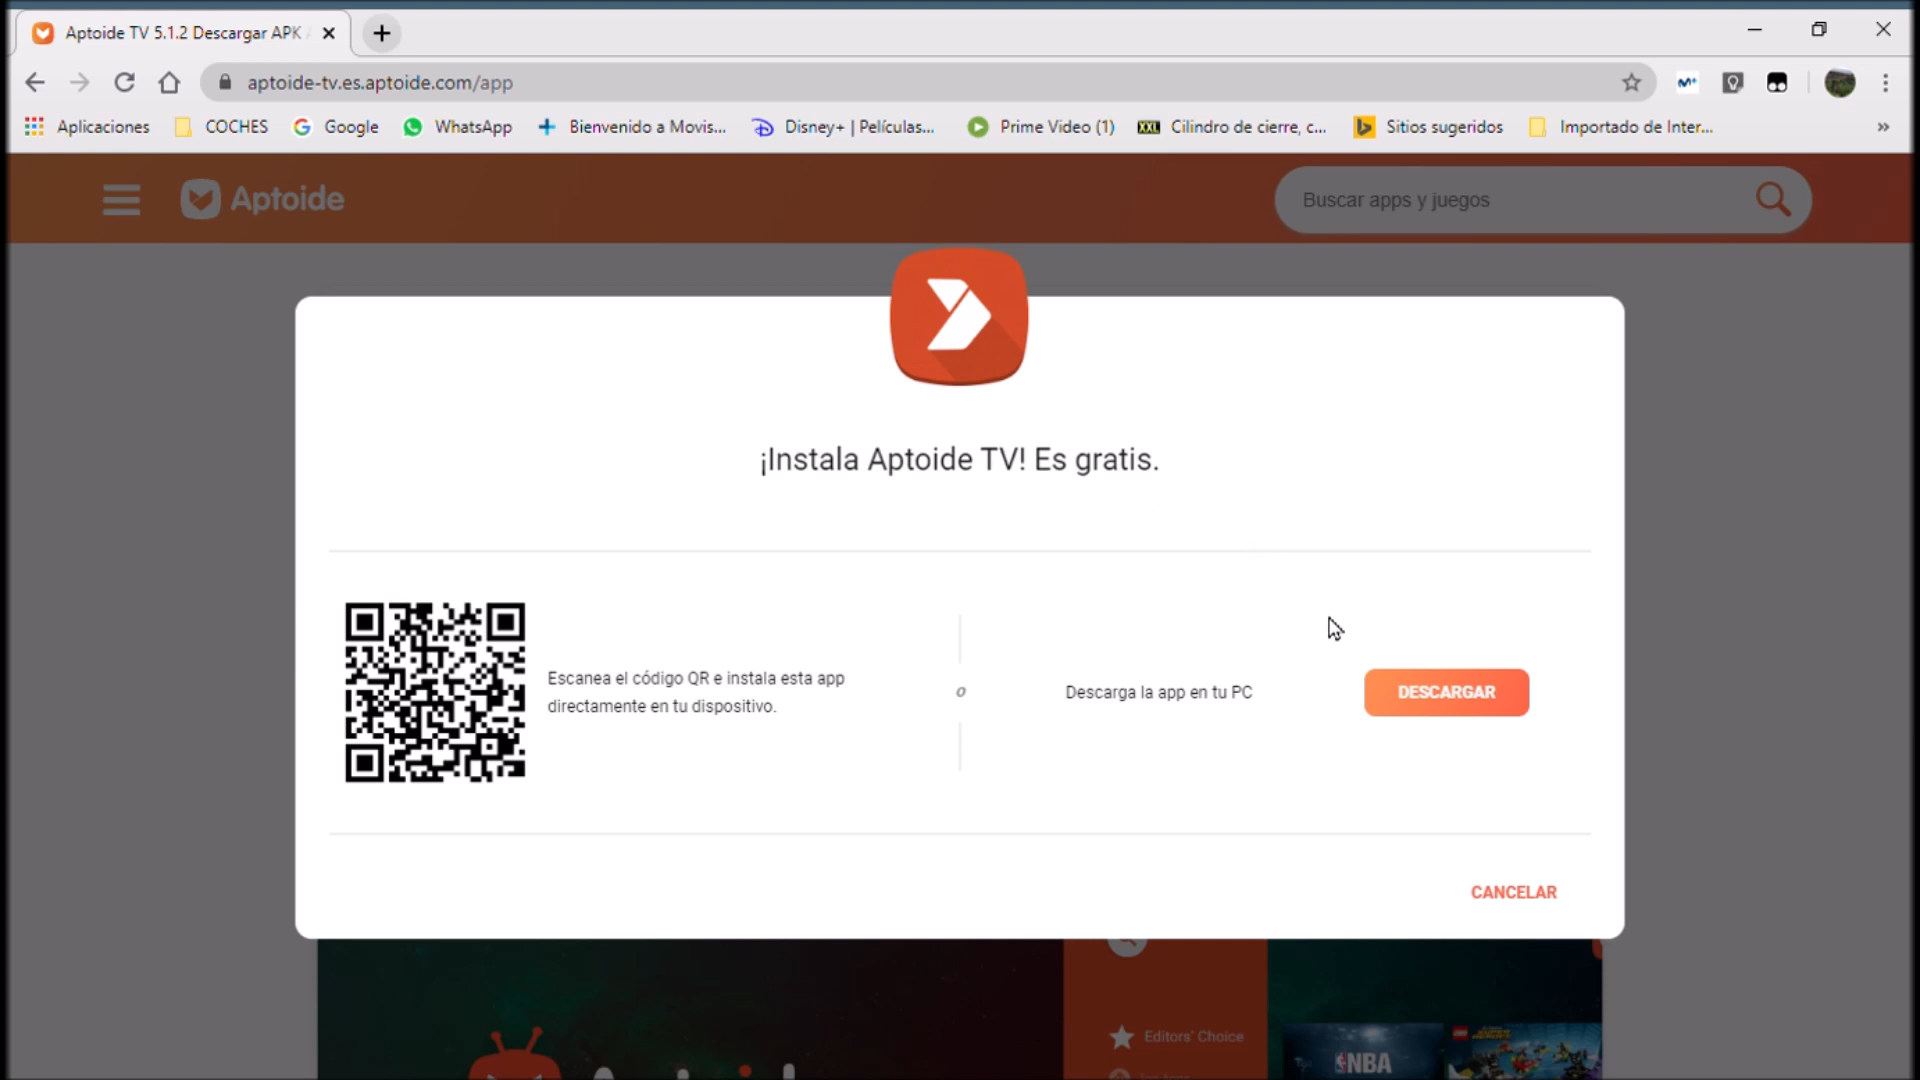 Aptoide TV 5.1.2 Descargar APK
aptoide-tv.es.aptoide.com/app
Aplicaciones COCHES Google WhatsApp Bienvenido a Movis... Disney+ | Películas... Prime Video (1) XXL Cilindro de cierre, c... Sitios sugeridos Importado de Inter... »
Aptoide
Buscar apps y juegos
¡Instala Aptoide TV! Es gratis.
Escanea el código QR e instala esta app
directamente en tu dispositivo.
o
Descarga la app en tu PC
DESCARGAR
CANCELAR
Editors' Choice
NBA